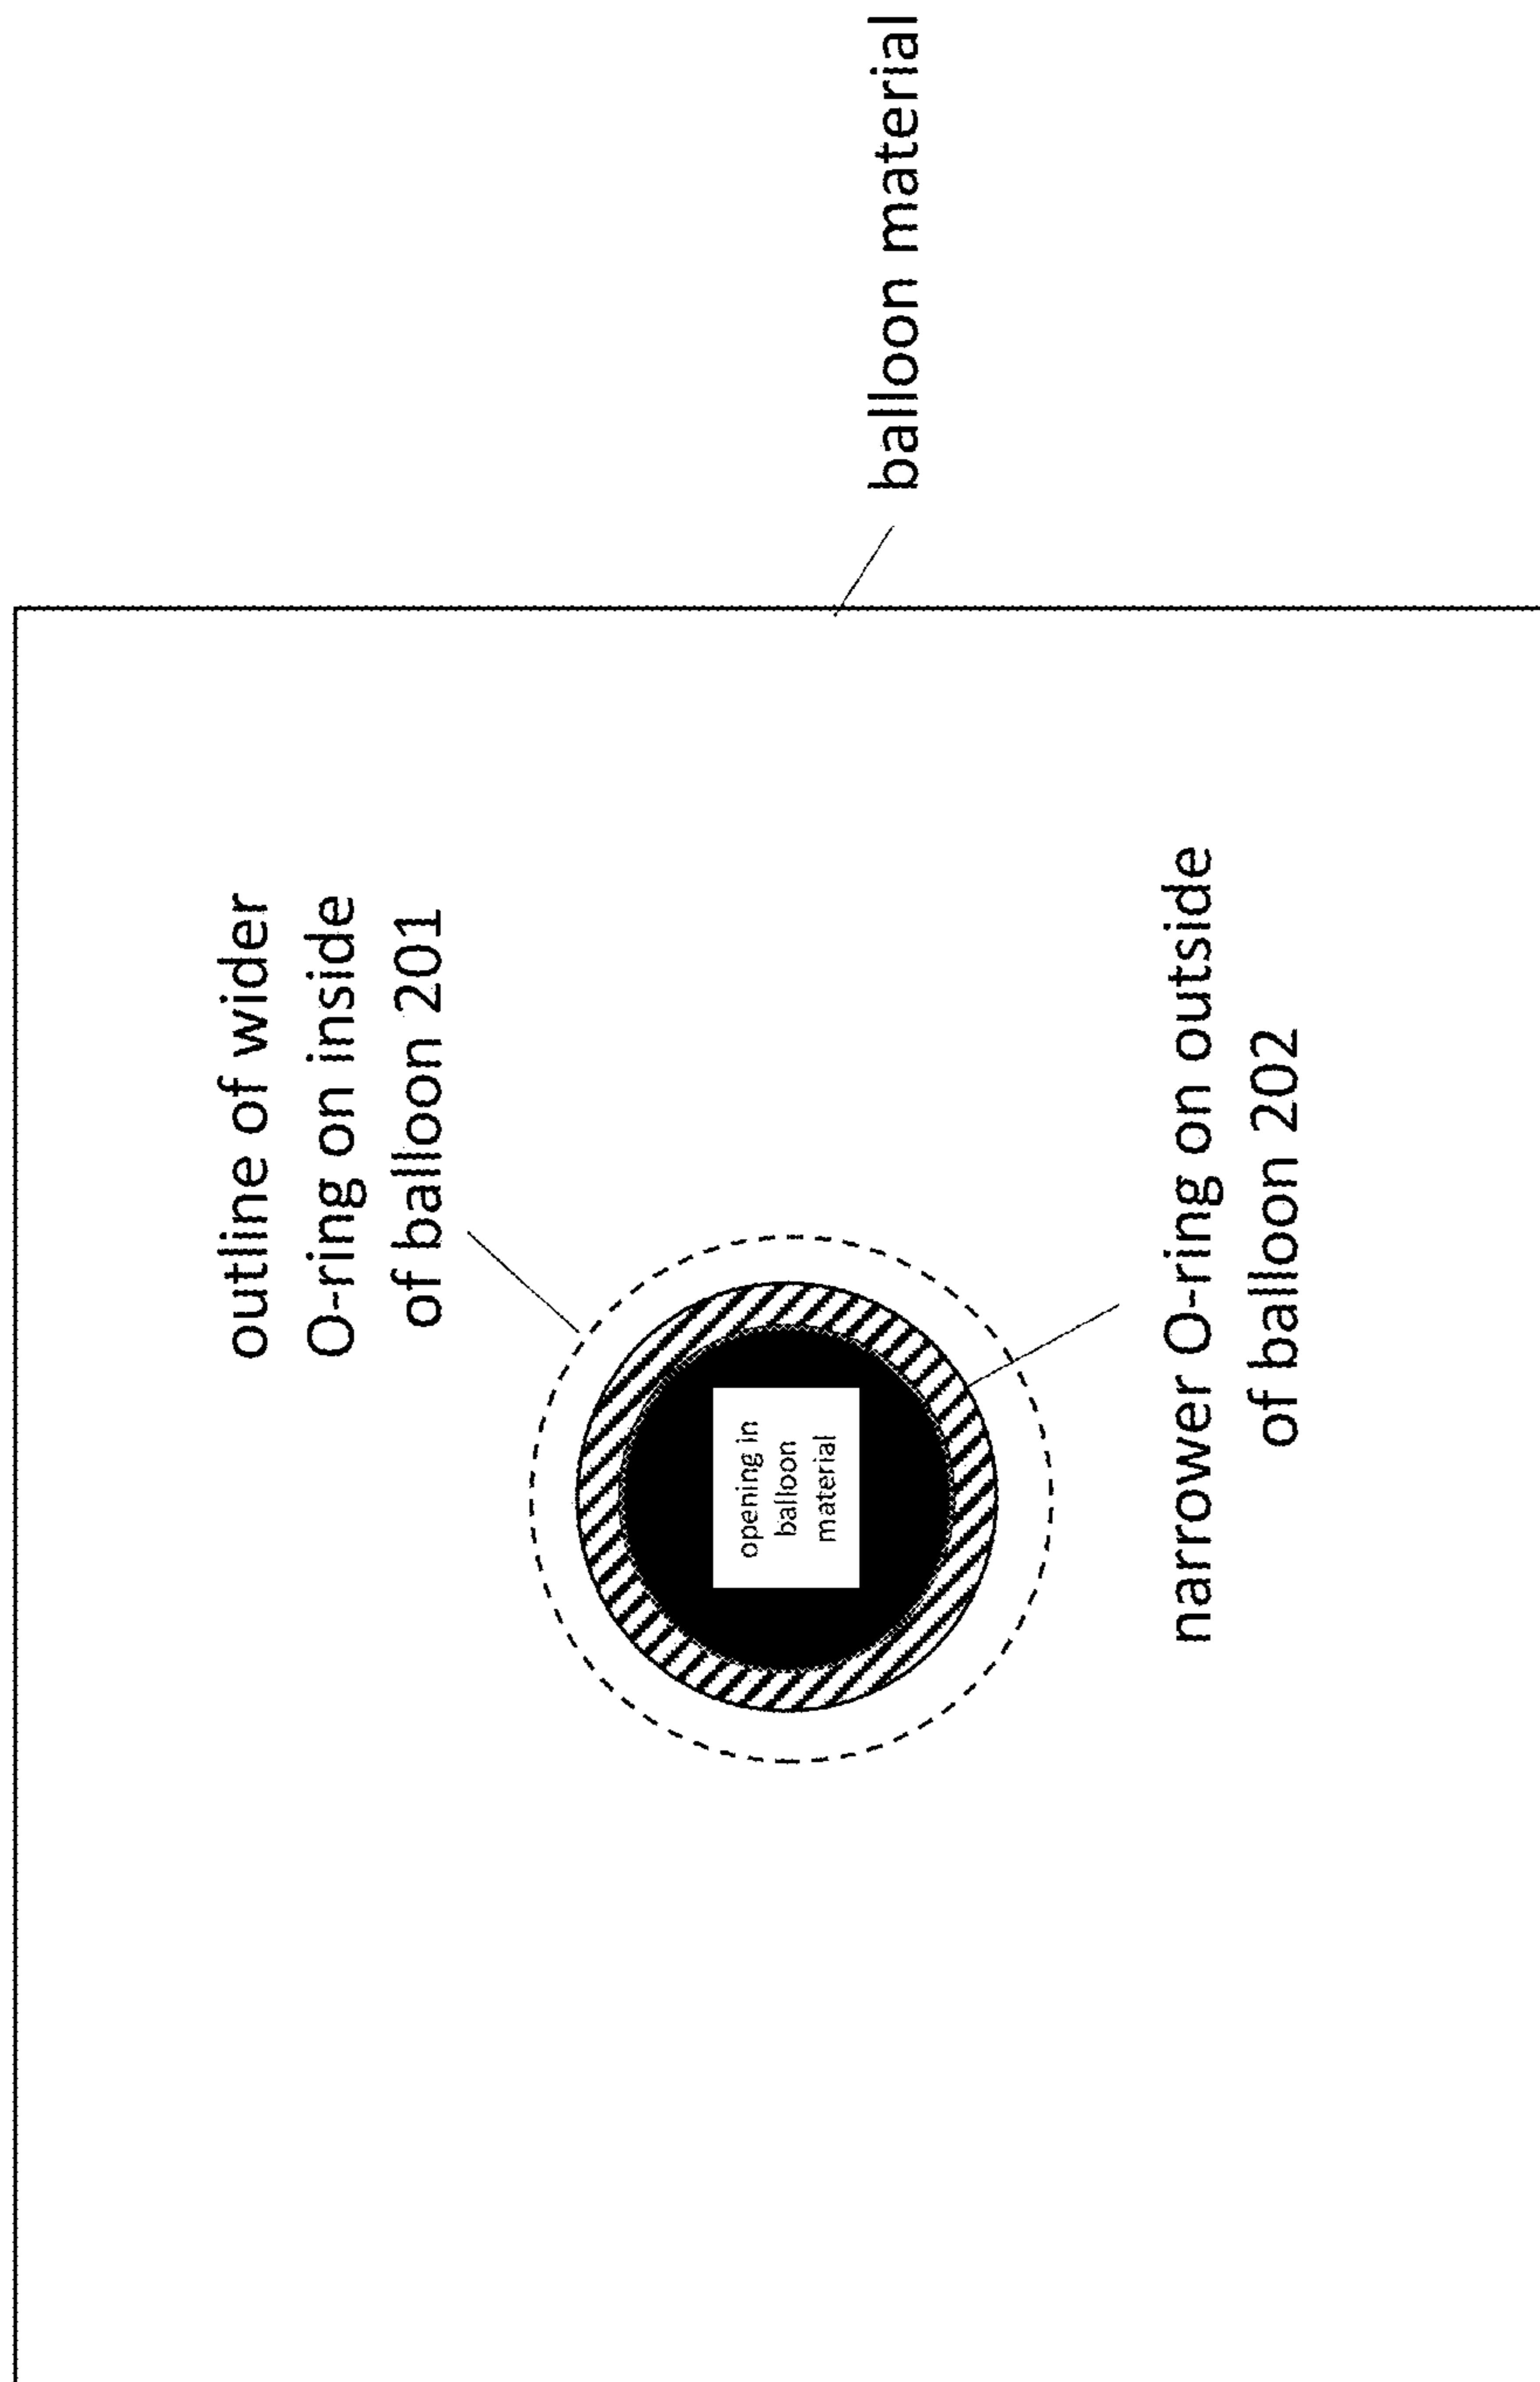 balloon material
outline of wider
O-ring on inside
of balloon 201
opening in
balloon
material
narrower O-ring on outside
of balloon 202